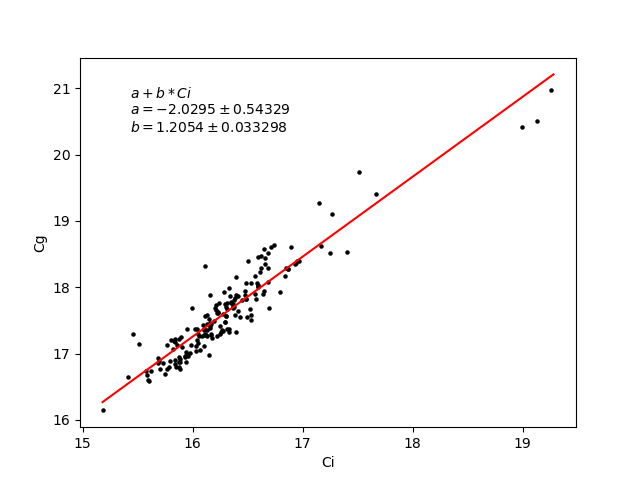 21
20
19
18
17
16
Cg
a + b * Ci
a = −2.0295 ± 0.54329
b = 1.2054 ± 0.033298
15 16 17 18 19
Ci